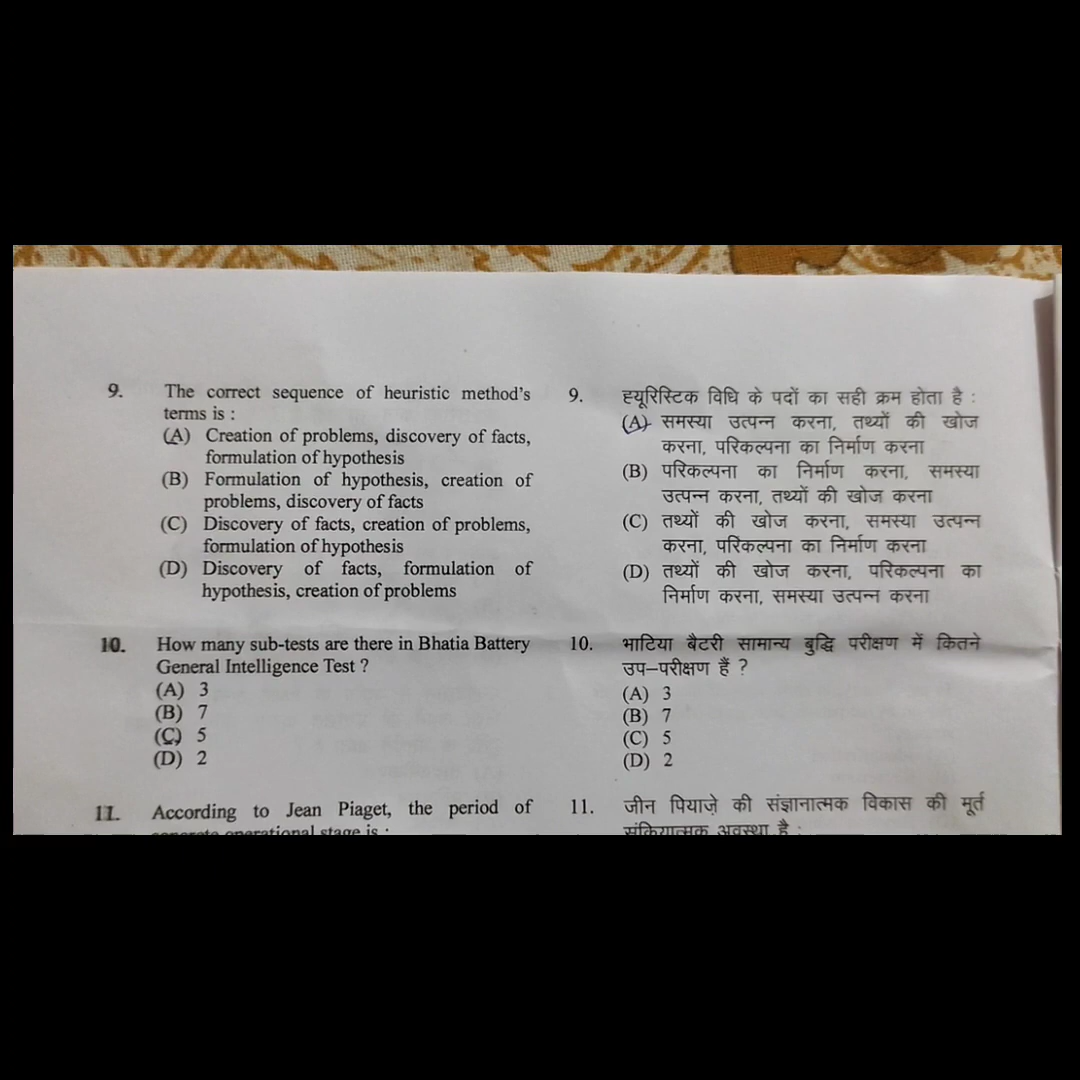 9. The correct sequence of heuristic method's
terms is :
(A) Creation of problems, discovery of facts,
formulation of hypothesis
(B) Formulation of hypothesis, creation of
problems, discovery of facts
(C) Discovery of facts, creation of problems,
formulation of hypothesis
(D) Discovery of facts, formulation of
hypothesis, creation of problems
10. How many sub-tests are there in Bhatia Battery
General Intelligence Test ?
(A) 3
(B) 7
(C) 5
(D) 2
11. According to Jean Piaget, the period of
concrete operational stage is :
9. ह्यूरिस्टिक विधि के पदों का सही क्रम होता है :
(A) समस्या उत्पन्न करना, तथ्यों की खोज
करना, परिकल्पना का निर्माण करना
(B) परिकल्पना का निर्माण करना, समस्या
उत्पन्न करना, तथ्यों की खोज करना
(C) तथ्यों की खोज करना, समस्या उत्पन्न
करना, परिकल्पना का निर्माण करना
(D) तथ्यों की खोज करना, परिकल्पना का
निर्माण करना, समस्या उत्पन्न करना
10. भाटिया बैटरी सामान्य बुद्धि परीक्षण में कितने
उप–परीक्षण हैं ?
(A) 3
(B) 7
(C) 5
(D) 2
11. जीन पियाज़े की संज्ञानात्मक विकास की मूर्त
संक्रियात्मक अवस्था है :